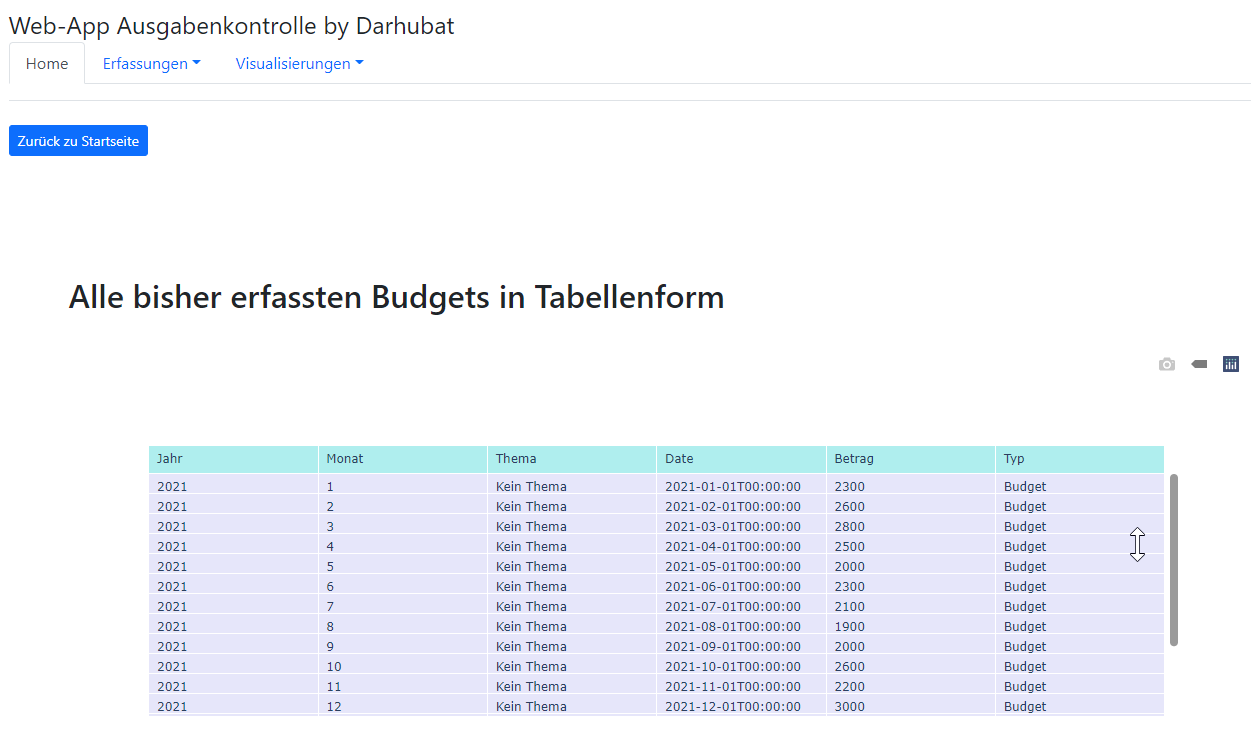 Web-App Ausgabenkontrolle by Darhubat
Home Erfassungen Visualisierungen
Zurück zu Startseite
Alle bisher erfassten Budgets in Tabellenform
Jahr Monat Thema Date Betrag Typ
2021 1 Kein Thema 2021-01-01T00:00:00 2300 Budget
2021 2 Kein Thema 2021-02-01T00:00:00 2600 Budget
2021 3 Kein Thema 2021-03-01T00:00:00 2800 Budget
2021 4 Kein Thema 2021-04-01T00:00:00 2500 Budget
2021 5 Kein Thema 2021-05-01T00:00:00 2000 Budget
2021 6 Kein Thema 2021-06-01T00:00:00 2300 Budget
2021 7 Kein Thema 2021-07-01T00:00:00 2100 Budget
2021 8 Kein Thema 2021-08-01T00:00:00 1900 Budget
2021 9 Kein Thema 2021-09-01T00:00:00 2000 Budget
2021 10 Kein Thema 2021-10-01T00:00:00 2600 Budget
2021 11 Kein Thema 2021-11-01T00:00:00 2200 Budget
2021 12 Kein Thema 2021-12-01T00:00:00 3000 Budget